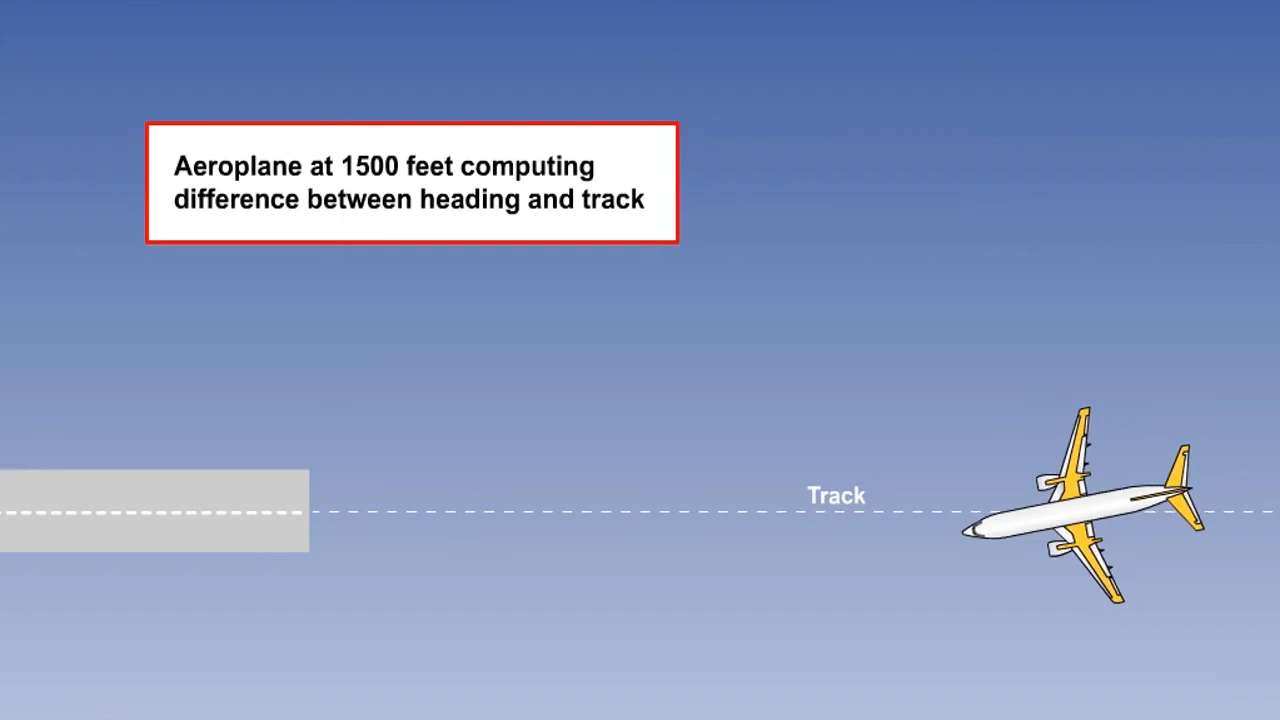 Aeroplane at 1500 feet computing
difference between heading and track
Track